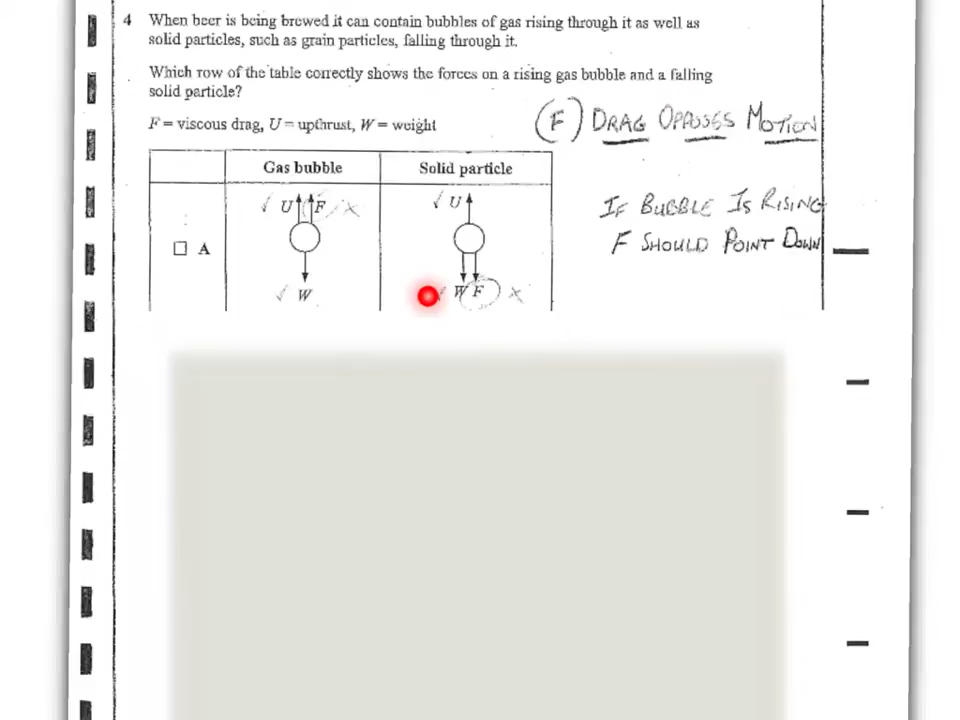 4 When beer is being brewed it can contain bubbles of gas rising through it as well as
solid particles, such as grain particles, falling through it.
Which row of the table correctly shows the forces on a rising gas bubble and a falling
solid particle?
F = viscous drag, U = upthrust, W = weight
(F) DRAG OPPOSES MOTION
Gas bubble Solid particle
✓ U F x ✓ U
IF BUBBLE IS RISING
F SHOULD POINT DOWN
A
✓ W ✓ W F x